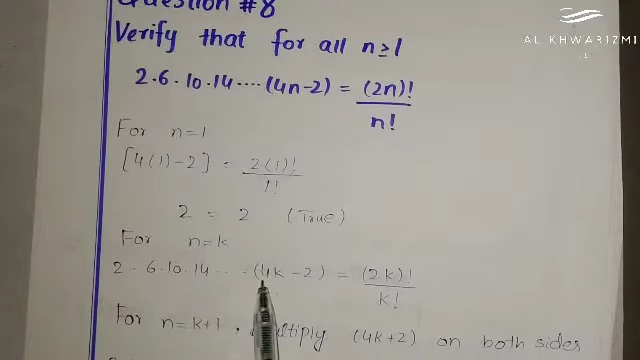 Question #8
AL KHWARIZMI
Verify that for all n ≥ 1
2·6·10·14····(4n-2) = (2n)!/n!
For n=1
[4(1)-2] = 2(1)!/1!
2 = 2 (True)
For n=k
2 · 6·10·14 ... ·(4k-2) = (2k)!/k!
For n=k+1, (4k+2) on both sides